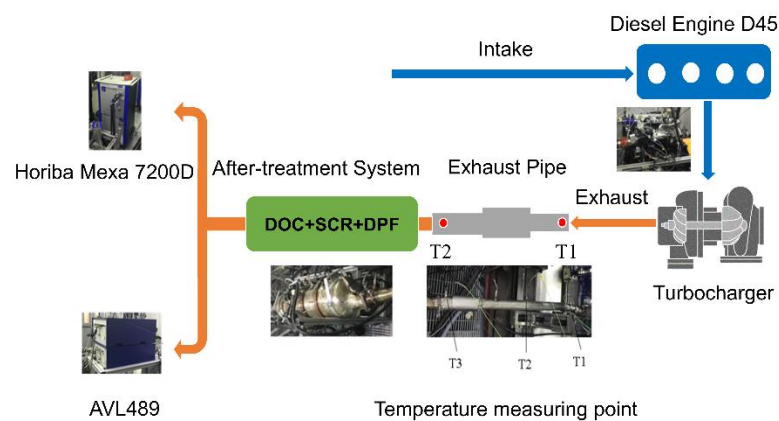 Diesel Engine D45
Intake
Horiba Mexa 7200D
After-treatment System
Exhaust Pipe
Exhaust
DOC+SCR+DPF
T2
T1
Turbocharger
T3
T2
T1
AVL489
Temperature measuring point